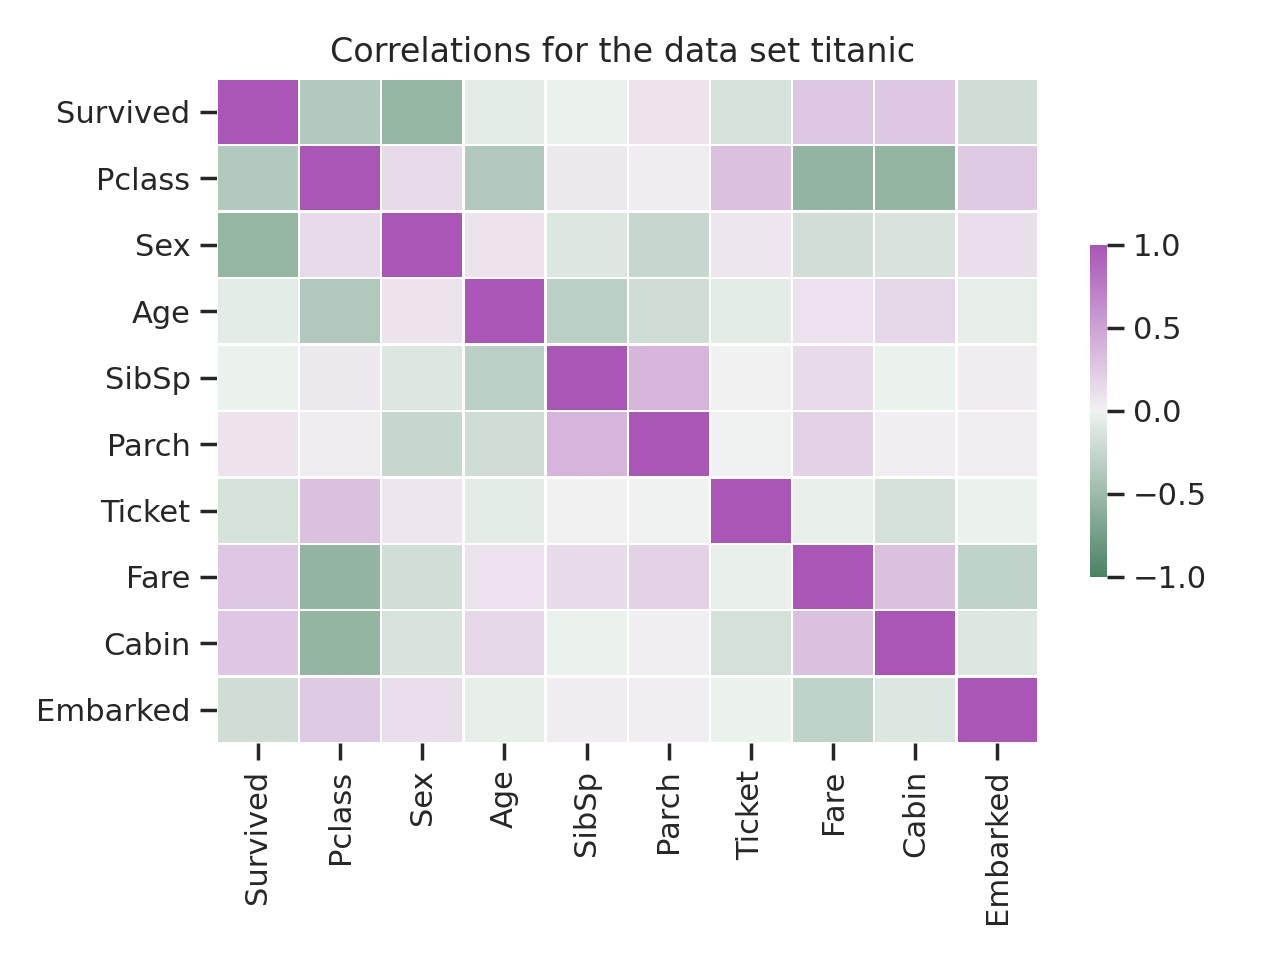 Correlations for the data set titanic
Survived
Pclass
Sex
Age
SibSp
Parch
Ticket
Fare
Cabin
Embarked
Survived
Pclass
Sex
Age
SibSp
Parch
Ticket
Fare
Cabin
Embarked
1.0
0.5
0.0
−0.5
−1.0